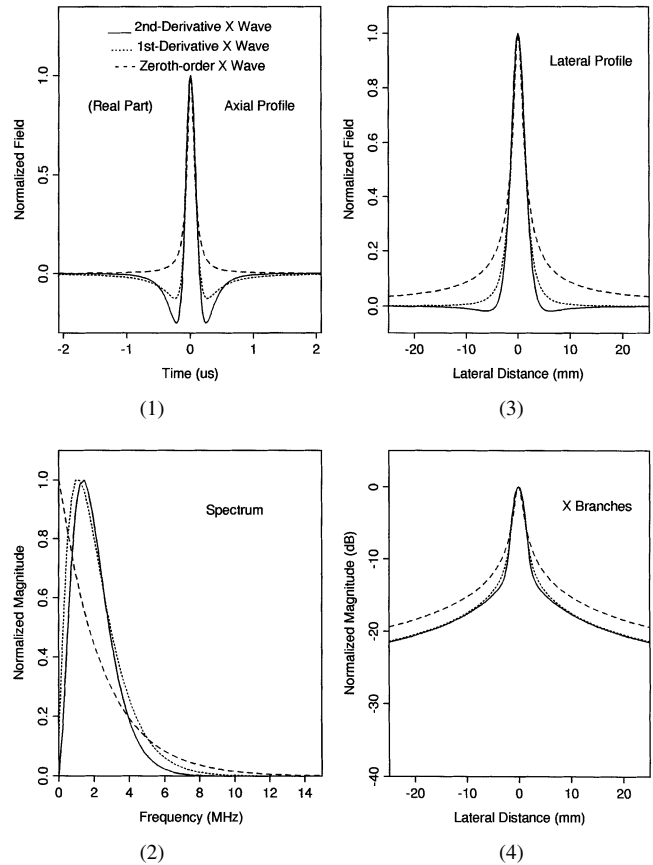 2nd-Derivative X Wave
1st-Derivative X Wave
Zeroth-order X Wave
(Real Part)
Axial Profile
Normalized Field
1.0
0.5
0.0
-2
-1
0
1
2
Time (us)
(1)
Lateral Profile
Normalized Field
1.0
0.8
0.6
0.4
0.2
0.0
-20
-10
0
10
20
Lateral Distance (mm)
(3)
Spectrum
Normalized Magnitude
1.0
0.8
0.6
0.4
0.2
0.0
0
2
4
6
8
10
12
14
Frequency (MHz)
(2)
X Branches
Normalized Magnitude (dB)
0
-10
-20
-30
-40
-20
-10
0
10
20
Lateral Distance (mm)
(4)